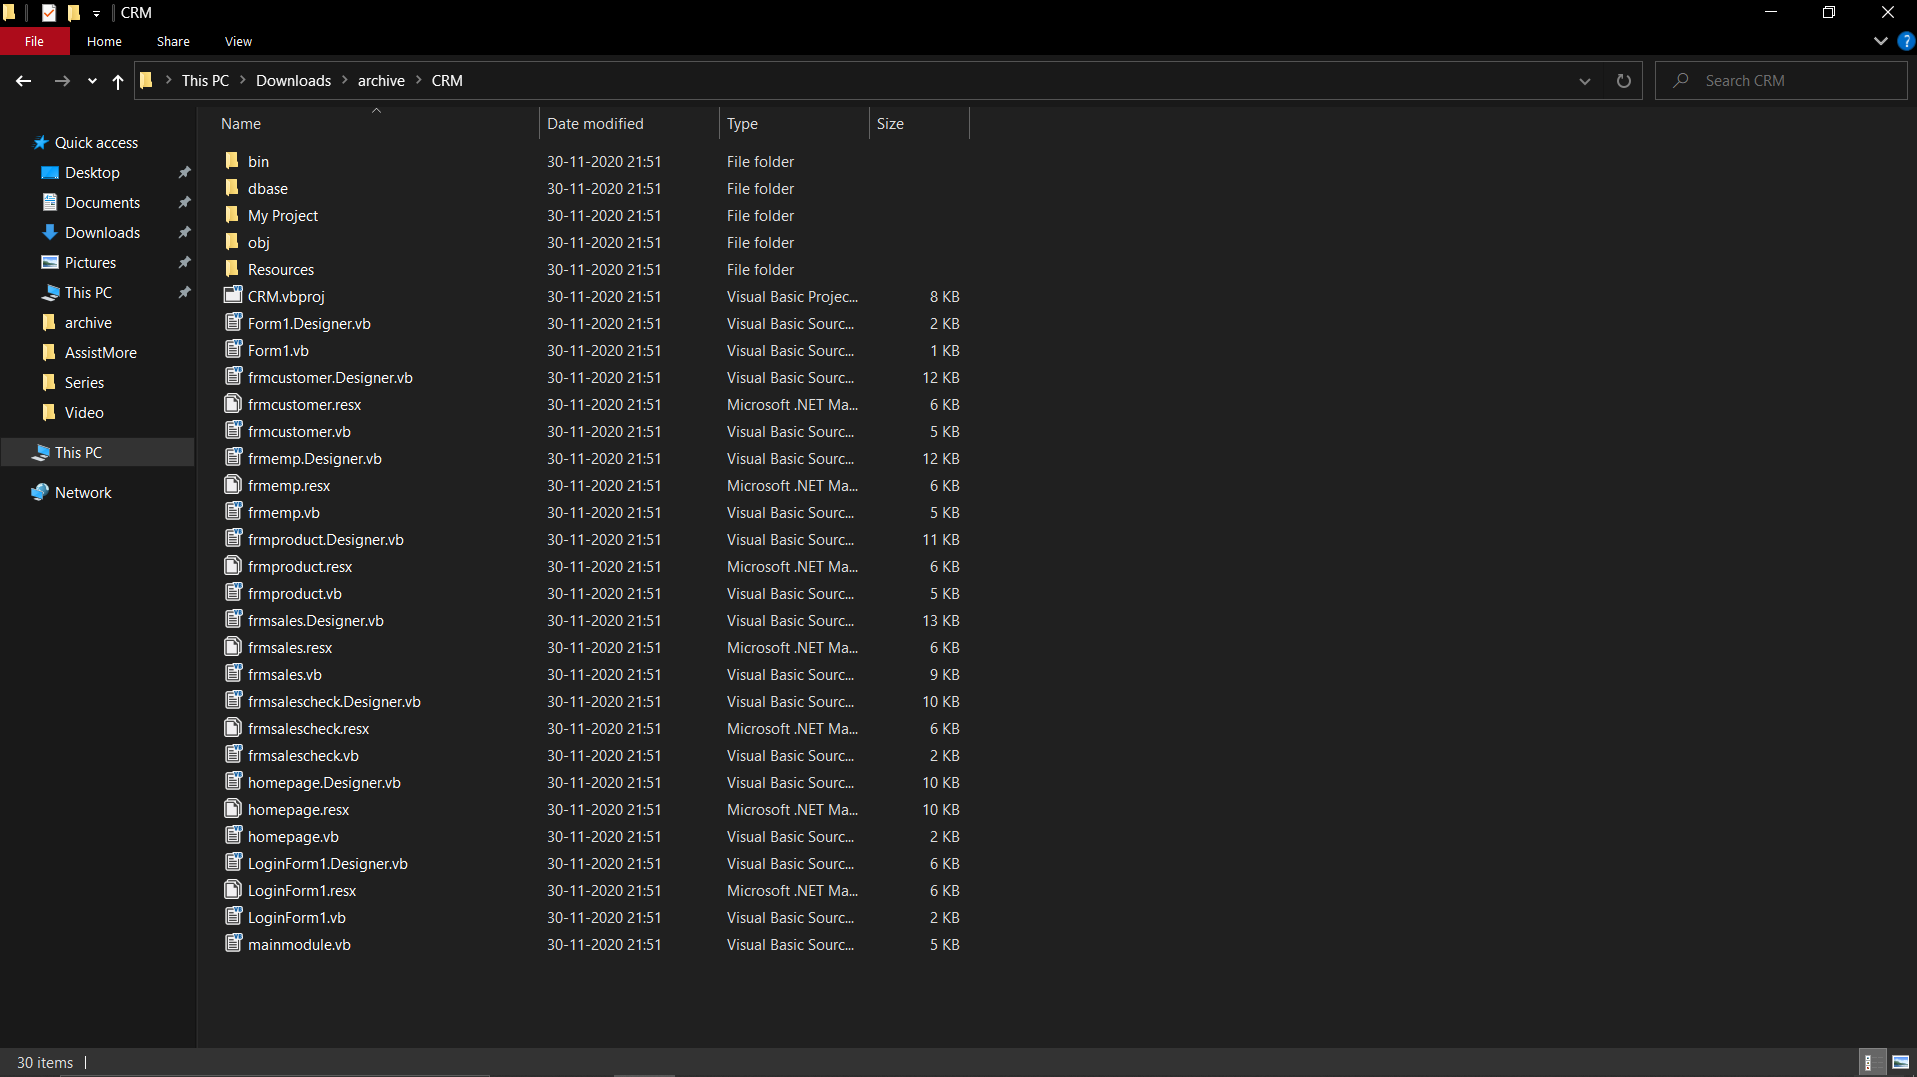 CRM
File Home Share View
This PC Downloads archive CRM Search CRM
Name Date modified Type Size
Quick access
Desktop
Documents
Downloads
Pictures
This PC
archive
AssistMore
Series
Video
This PC
Network
bin 30-11-2020 21:51 File folder
dbase 30-11-2020 21:51 File folder
My Project 30-11-2020 21:51 File folder
obj 30-11-2020 21:51 File folder
Resources 30-11-2020 21:51 File folder
CRM.vbproj 30-11-2020 21:51 Visual Basic Projec... 8 KB
Form1.Designer.vb 30-11-2020 21:51 Visual Basic Sourc... 2 KB
Form1.vb 30-11-2020 21:51 Visual Basic Sourc... 1 KB
frmcustomer.Designer.vb 30-11-2020 21:51 Visual Basic Sourc... 12 KB
frmcustomer.resx 30-11-2020 21:51 Microsoft .NET Ma... 6 KB
frmcustomer.vb 30-11-2020 21:51 Visual Basic Sourc... 5 KB
frmemp.Designer.vb 30-11-2020 21:51 Visual Basic Sourc... 12 KB
frmemp.resx 30-11-2020 21:51 Microsoft .NET Ma... 6 KB
frmemp.vb 30-11-2020 21:51 Visual Basic Sourc... 5 KB
frmproduct.Designer.vb 30-11-2020 21:51 Visual Basic Sourc... 11 KB
frmproduct.resx 30-11-2020 21:51 Microsoft .NET Ma... 6 KB
frmproduct.vb 30-11-2020 21:51 Visual Basic Sourc... 5 KB
frmsales.Designer.vb 30-11-2020 21:51 Visual Basic Sourc... 13 KB
frmsales.resx 30-11-2020 21:51 Microsoft .NET Ma... 6 KB
frmsales.vb 30-11-2020 21:51 Visual Basic Sourc... 9 KB
frmsalescheck.Designer.vb 30-11-2020 21:51 Visual Basic Sourc... 10 KB
frmsalescheck.resx 30-11-2020 21:51 Microsoft .NET Ma... 6 KB
frmsalescheck.vb 30-11-2020 21:51 Visual Basic Sourc... 2 KB
homepage.Designer.vb 30-11-2020 21:51 Visual Basic Sourc... 10 KB
homepage.resx 30-11-2020 21:51 Microsoft .NET Ma... 10 KB
homepage.vb 30-11-2020 21:51 Visual Basic Sourc... 2 KB
LoginForm1.Designer.vb 30-11-2020 21:51 Visual Basic Sourc... 6 KB
LoginForm1.resx 30-11-2020 21:51 Microsoft .NET Ma... 6 KB
LoginForm1.vb 30-11-2020 21:51 Visual Basic Sourc... 2 KB
mainmodule.vb 30-11-2020 21:51 Visual Basic Sourc... 5 KB
30 items